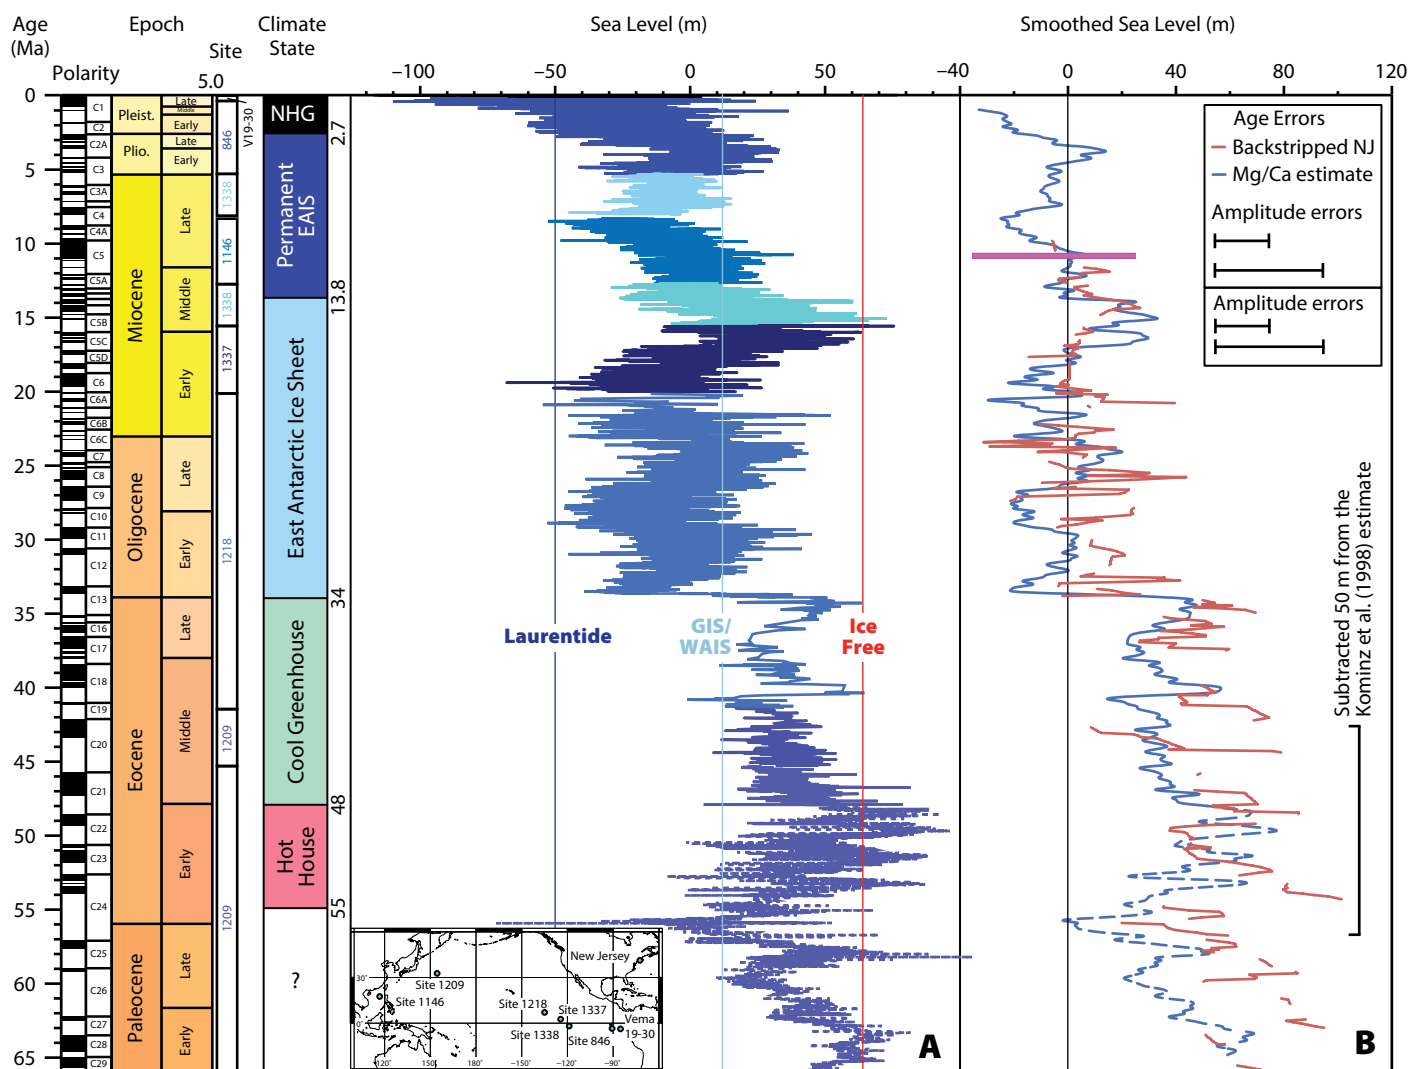 Age
(Ma)
Epoch
Climate
State
Sea Level (m)
Smoothed Sea Level (m)
Site
Polarity
5.0
−100
−50
0
50
−40
0
40
80
120
0
5
10
15
20
25
30
35
40
45
50
55
60
65
C1
C2
C2A
C3
C3A
C4
C4A
C5
C5A
C5B
C5C
C5D
C6
C6A
C6B
C6C
C7
C8
C9
C10
C11
C12
C13
C16
C17
C18
C19
C20
C21
C22
C23
C24
C25
C26
C27
C28
C29
Pleist.
Plio.
Miocene
Oligocene
Eocene
Paleocene
Late
Middle
Early
Late
Early
Late
Middle
Early
Late
Early
Late
Middle
Early
Late
Early
V19-30
846
1338
1146
1338
1337
1218
1209
1209
NHG
Permanent
EAIS
East Antarctic Ice Sheet
Cool Greenhouse
Hot
House
?
2.7
13.8
34
48
55
Laurentide
GIS/
WAIS
Ice
Free
Age Errors
Backstripped NJ
Mg/Ca estimate
Amplitude errors
Amplitude errors
Subtracted 50 m from the
Kominz et al. (1998) estimate
New Jersey
30°
Site 1209
Site 1146
Site 1218
Site 1337
Vema
19-30
0°
Site 1338
Site 846
120°
150°
180°
−150°
−120°
−90°
A
B